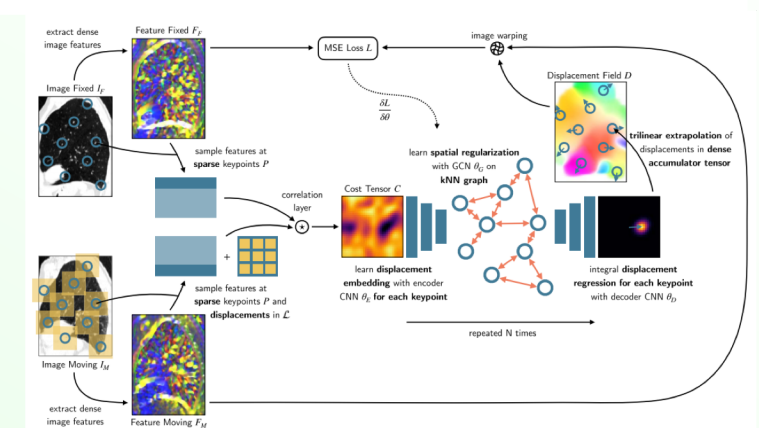 extract dense
image features
Feature Fixed F_F
MSE Loss L
image warping
Image Fixed I_F
δL
δθ
Displacement Field D
sample features at
sparse keypoints P
learn spatial regularization
with GCN θ_G on
kNN graph
trilinear extrapolation of
displacements in dense
accumulator tensor
correlation
layer
Cost Tensor C
+
sample features at
sparse keypoints P and
displacements in ℒ
learn displacement
embedding with encoder
CNN θ_E for each keypoint
integral displacement
regression for each keypoint
with decoder CNN θ_D
repeated N times
Image Moving I_M
extract dense
image features
Feature Moving F_M